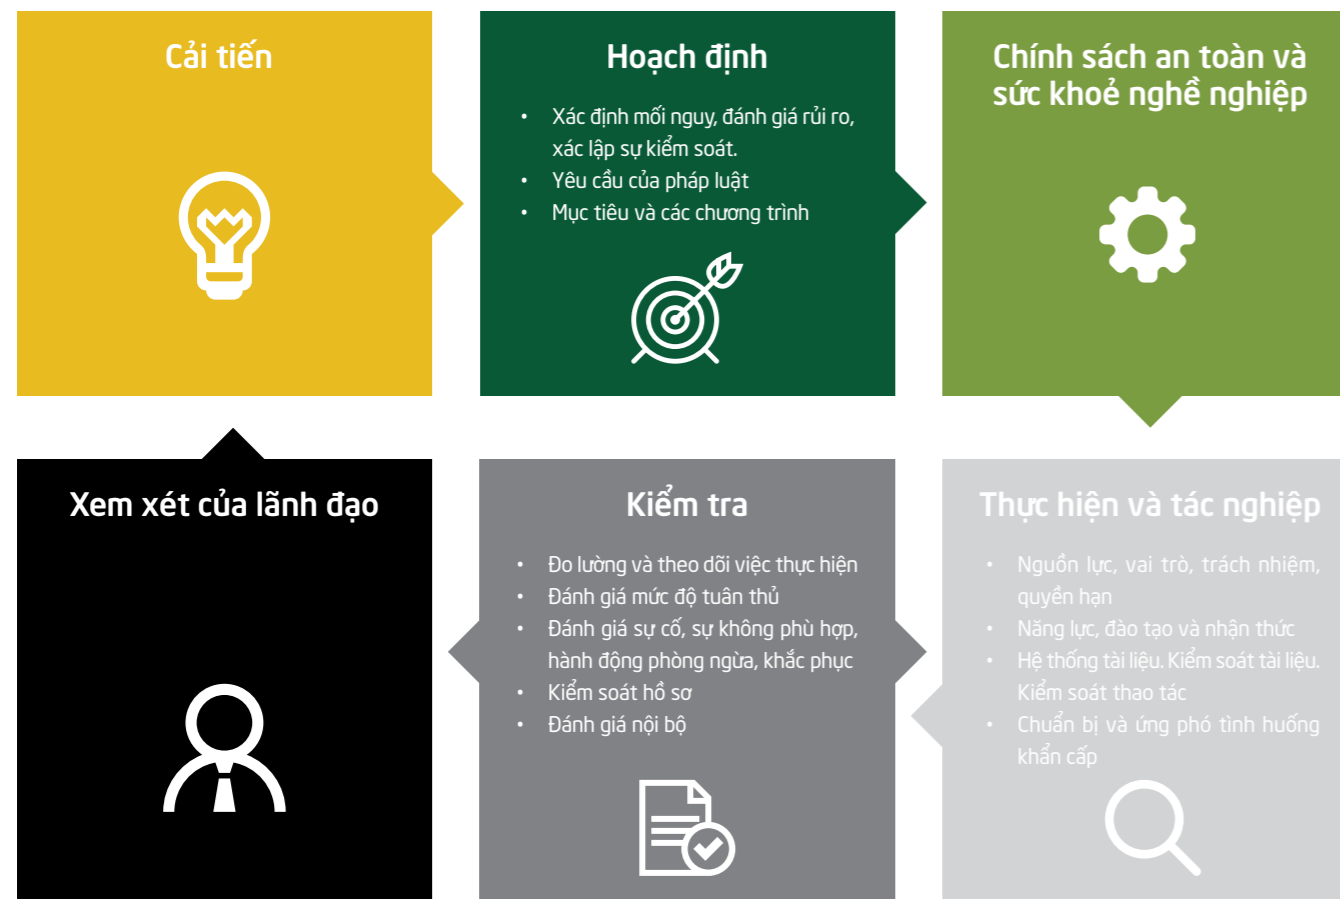 Cải tiến
Hoạch định
• Xác định mối nguy, đánh giá rủi ro,
xác lập sự kiểm soát.
• Yêu cầu của pháp luật
• Mục tiêu và các chương trình
Chính sách an toàn và
sức khoẻ nghề nghiệp
Xem xét của lãnh đạo
Kiểm tra
• Đo lường và theo dõi việc thực hiện
• Đánh giá mức độ tuân thủ
• Đánh giá sự cố, sự không phù hợp,
hành động phòng ngừa, khắc phục
• Kiểm soát hồ sơ
• Đánh giá nội bộ
Thực hiện và tác nghiệp
• Nguồn lực, vai trò, trách nhiệm,
quyền hạn
• Năng lực, đào tạo và nhận thức
• Hệ thống tài liệu. Kiểm soát tài liệu.
Kiểm soát thao tác
• Chuẩn bị và ứng phó tình huống
khẩn cấp